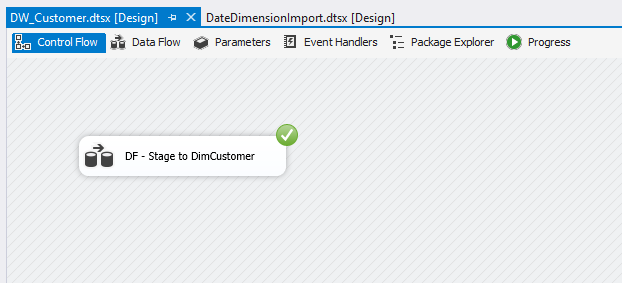 DW_Customer.dtsx [Design] DateDimensionImport.dtsx [Design]
Control Flow Data Flow Parameters Event Handlers Package Explorer Progress
DF - Stage to DimCustomer